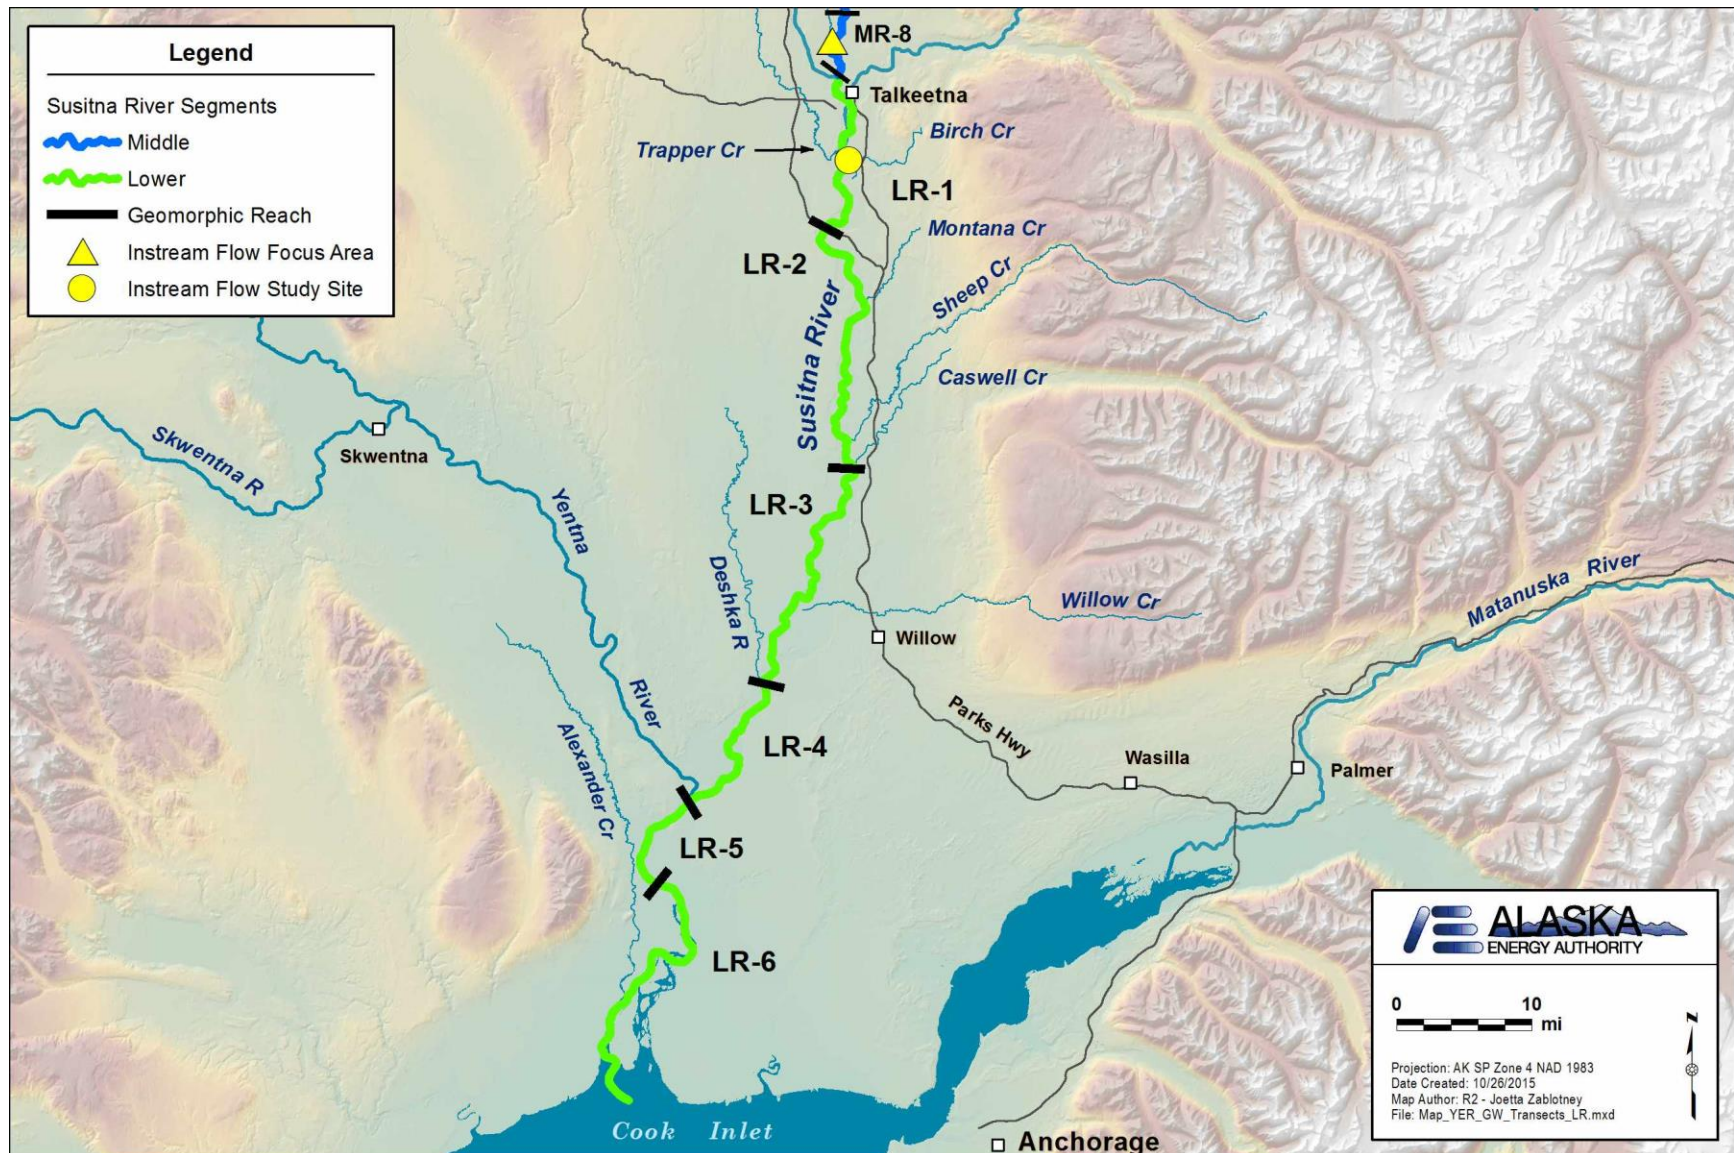 Legend
Susitna River Segments
Middle
Lower
Geomorphic Reach
Instream Flow Focus Area
Instream Flow Study Site
MR-8
Talkeetna
Birch Cr
Trapper Cr
LR-1
Montana Cr
LR-2
Sheep Cr
Susitna River
Caswell Cr
Skwentna R
Skwentna
Yentna
River
LR-3
Deshka R
Willow Cr
Matanuska River
Willow
Alexander Cr
Parks Hwy
LR-4
Wasilla
Palmer
LR-5
LR-6
Cook Inlet
Anchorage
ALASKA
ENERGY AUTHORITY
0 10
mi
N
Projection: AK SP Zone 4 NAD 1983
Date Created: 10/26/2015
Map Author: R2 - Joetta Zablotney
File: Map_YER_GW_Transects_LR.mxd